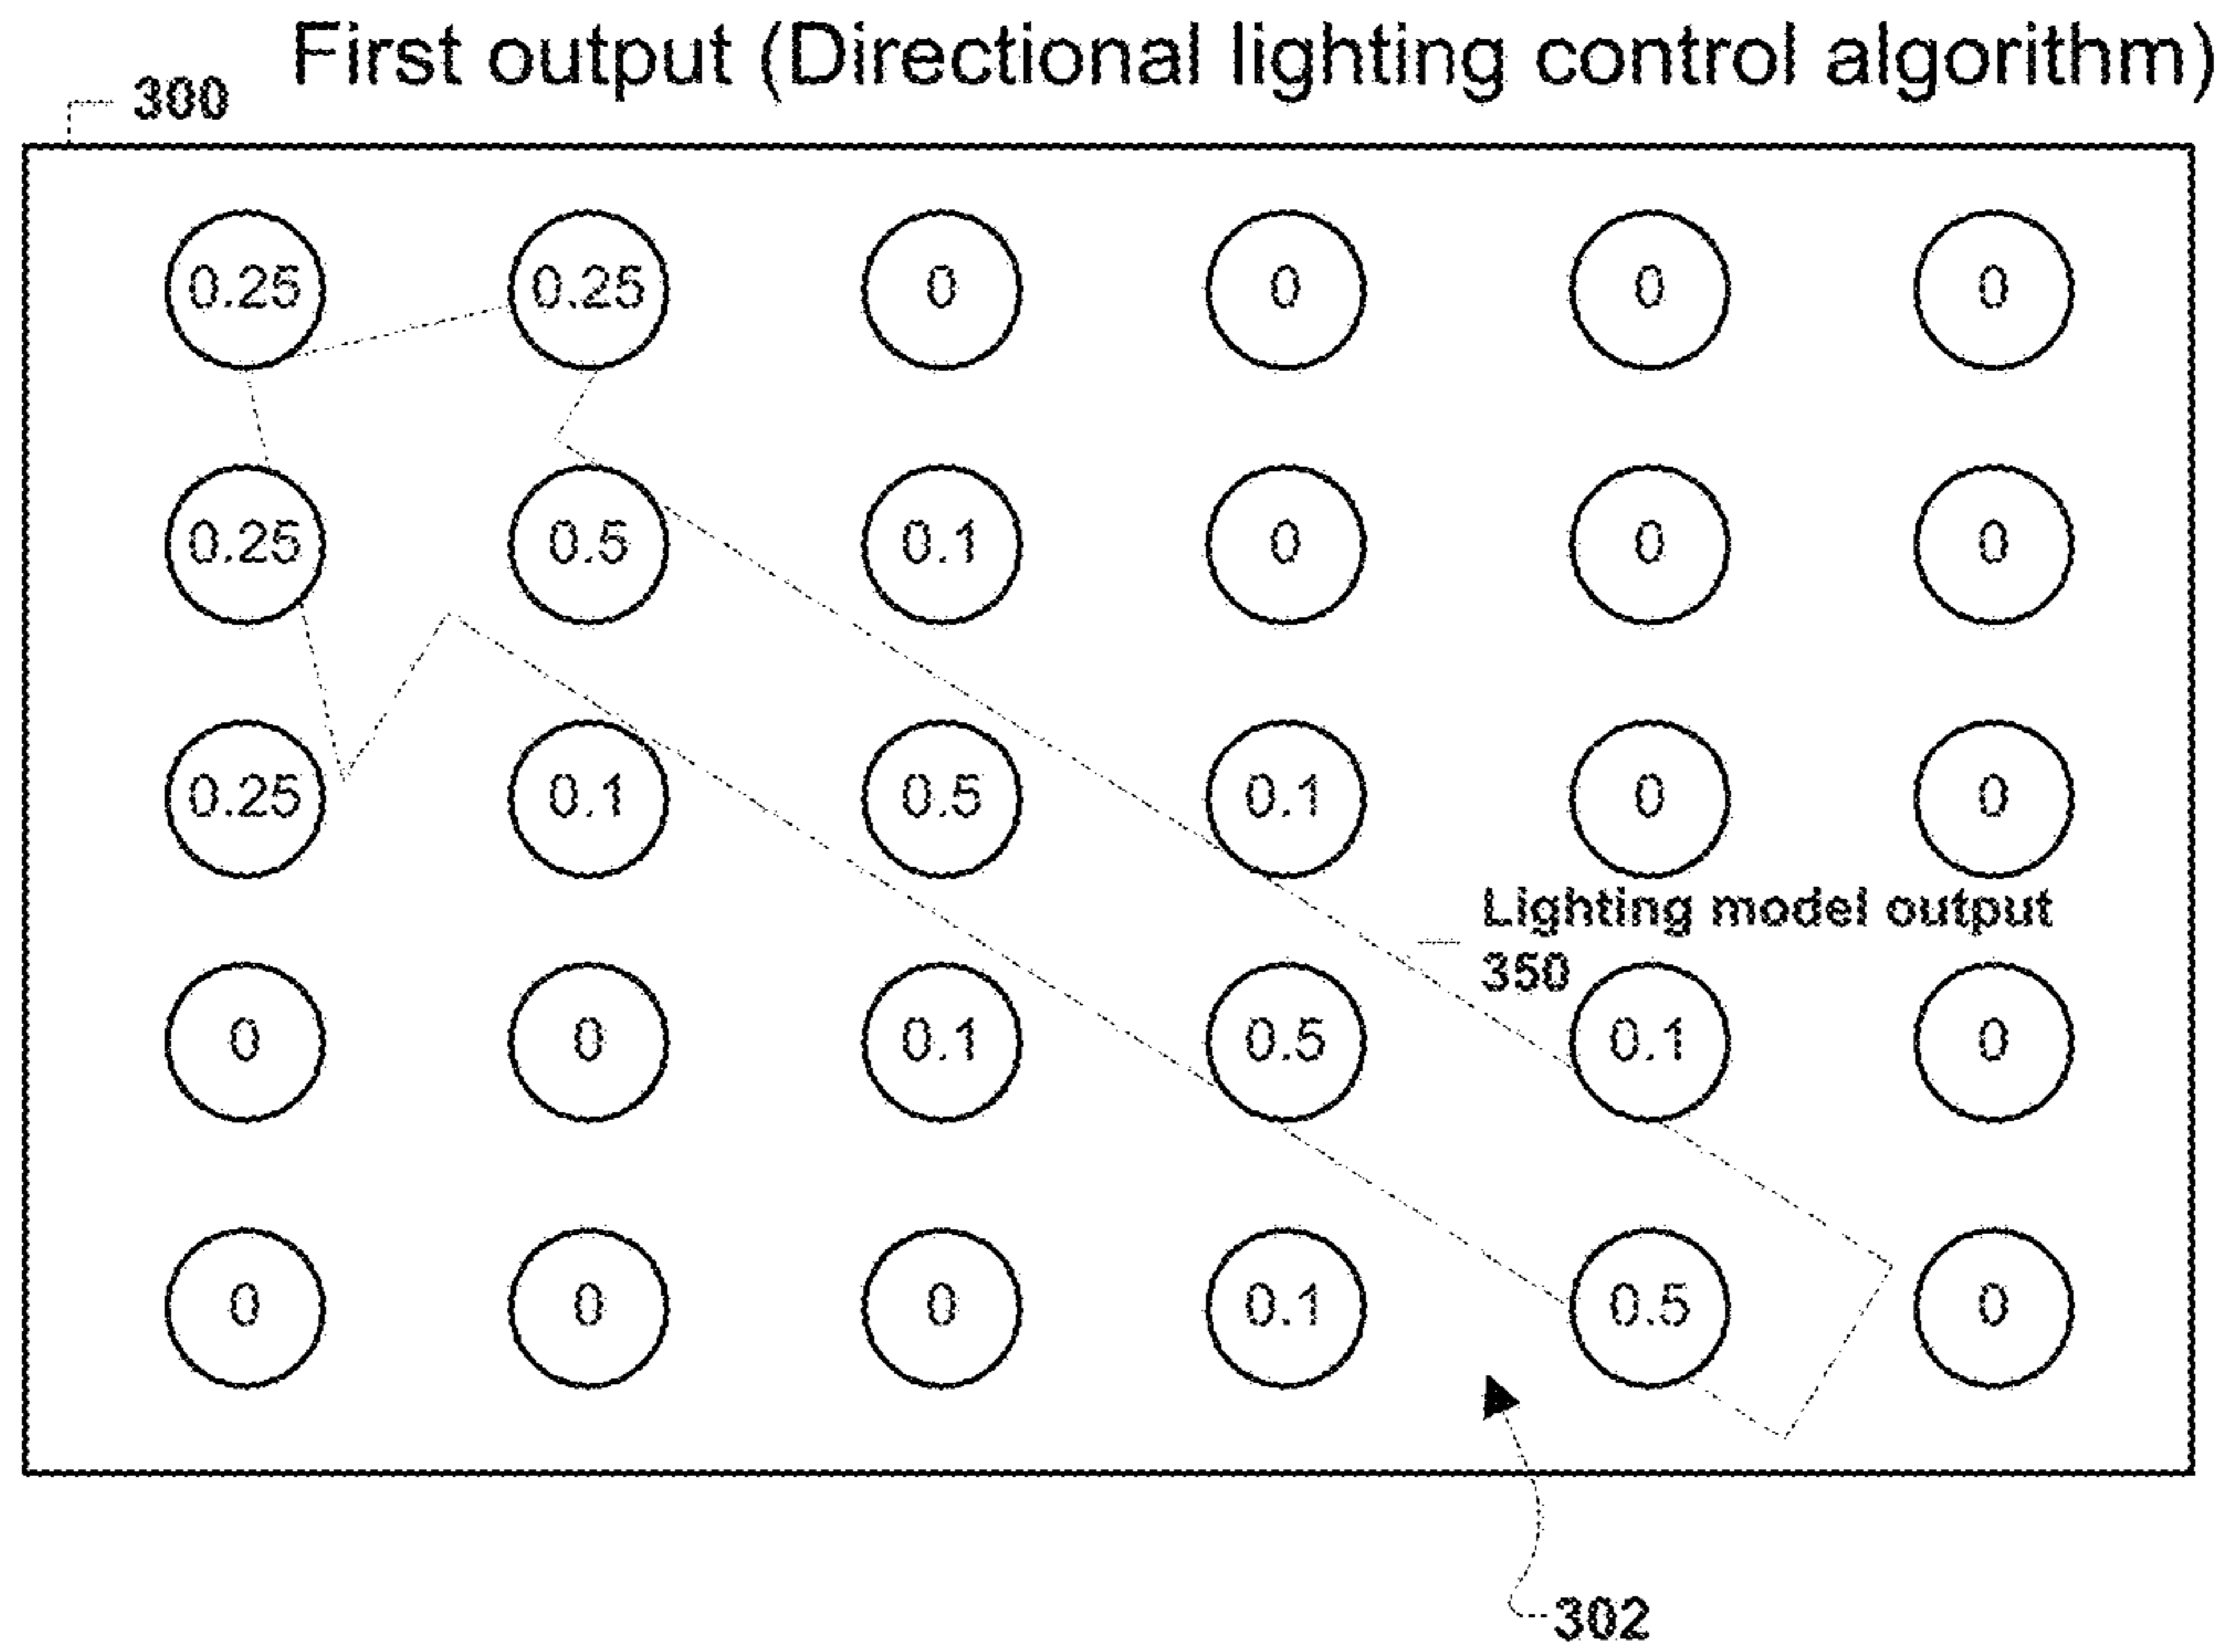 First output (Directional lighting control algorithm)
300
0.25 0.25 0 0 0 0
0.25 0.5 0.1 0 0 0
0.25 0.1 0.5 0.1 0 0
Lighting model output
350
0 0 0.1 0.5 0.1 0
0 0 0 0.1 0.5 0
302